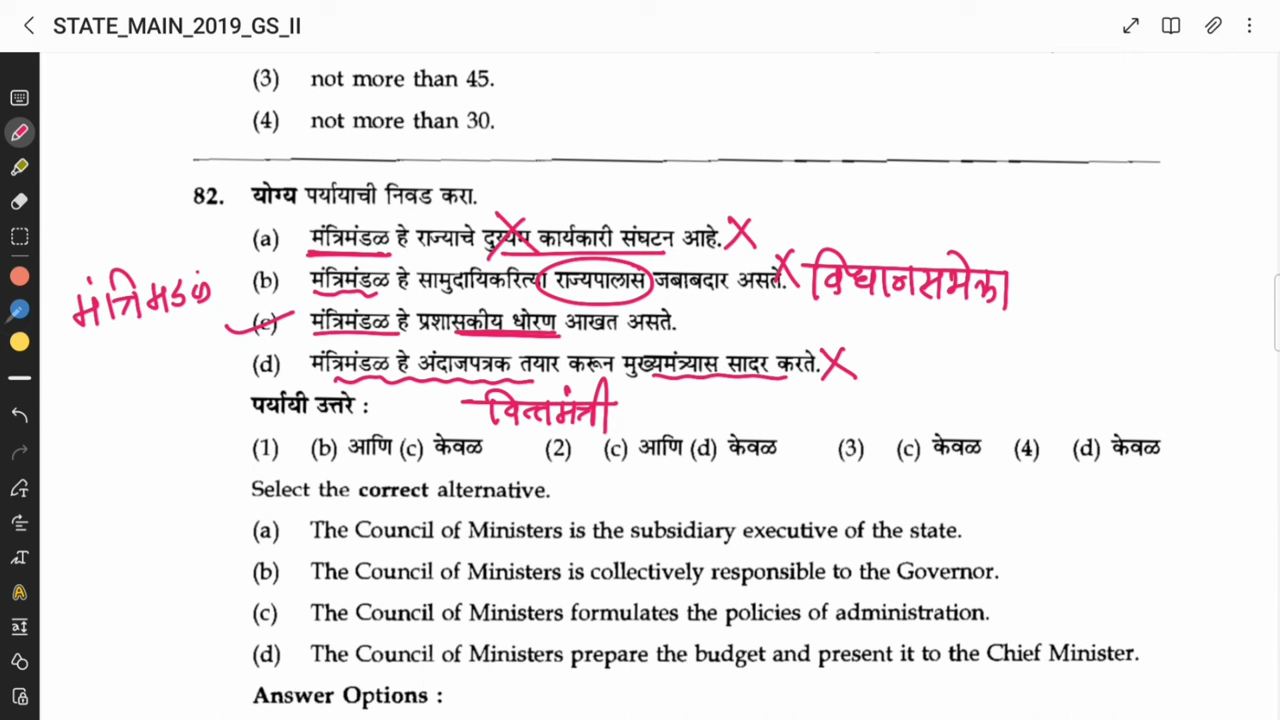 STATE_MAIN_2019_GS_II
(3) not more than 45.
(4) not more than 30.
82. योग्य पर्यायाची निवड करा.
(a) मंत्रिमंडळ हे राज्याचे दुय्यम कार्यकारी संघटन आहे.
(b) मंत्रिमंडळ हे सामुदायिकरित्या राज्यपालास जबाबदार असते. विधानसभेला
मंत्रिमडळ
(c) मंत्रिमंडळ हे प्रशासकीय धोरण आखत असते.
(d) मंत्रिमंडळ हे अंदाजपत्रक तयार करून मुख्यमंत्र्यास सादर करते.
पर्यायी उत्तरे : वित्तमंत्री
(1) (b) आणि (c) केवळ (2) (c) आणि (d) केवळ (3) (c) केवळ (4) (d) केवळ
Select the correct alternative.
(a) The Council of Ministers is the subsidiary executive of the state.
(b) The Council of Ministers is collectively responsible to the Governor.
(c) The Council of Ministers formulates the policies of administration.
(d) The Council of Ministers prepare the budget and present it to the Chief Minister.
Answer Options :